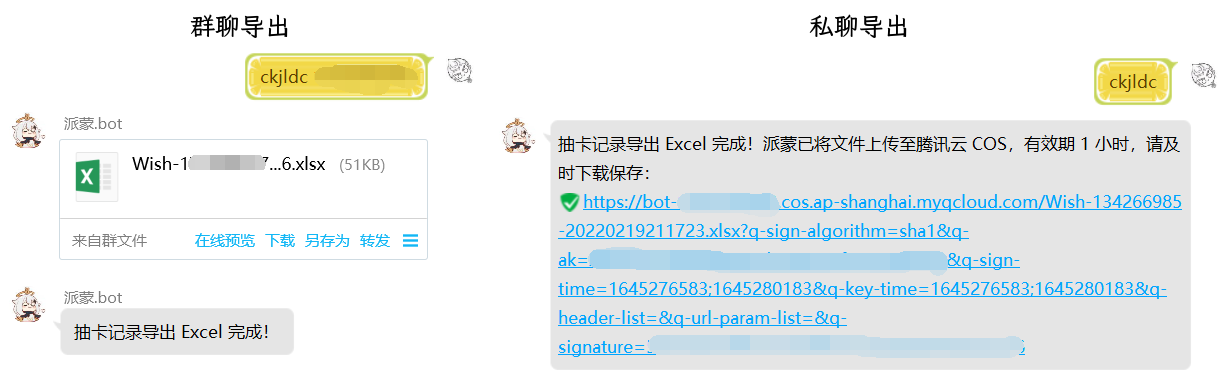 群聊导出
ckjldc
派蒙.bot
Wish-1 7...6.xlsx (51KB)
来自群文件 在线预览 下载 另存为 转发
派蒙.bot
抽卡记录导出 Excel 完成！
私聊导出
ckjldc
抽卡记录导出 Excel 完成！派蒙已将文件上传至腾讯云 COS，有效期 1 小时，请及
时下载保存：
https://bot- cos.ap-shanghai.myqcloud.com/Wish-134266985
-20220219211723.xlsx?q-sign-algorithm=sha1&q-
ak= &q-sign-
time=1645276583;1645280183&q-key-time=1645276583;1645280183&q-
header-list=&q-url-param-list=&q-
signature=